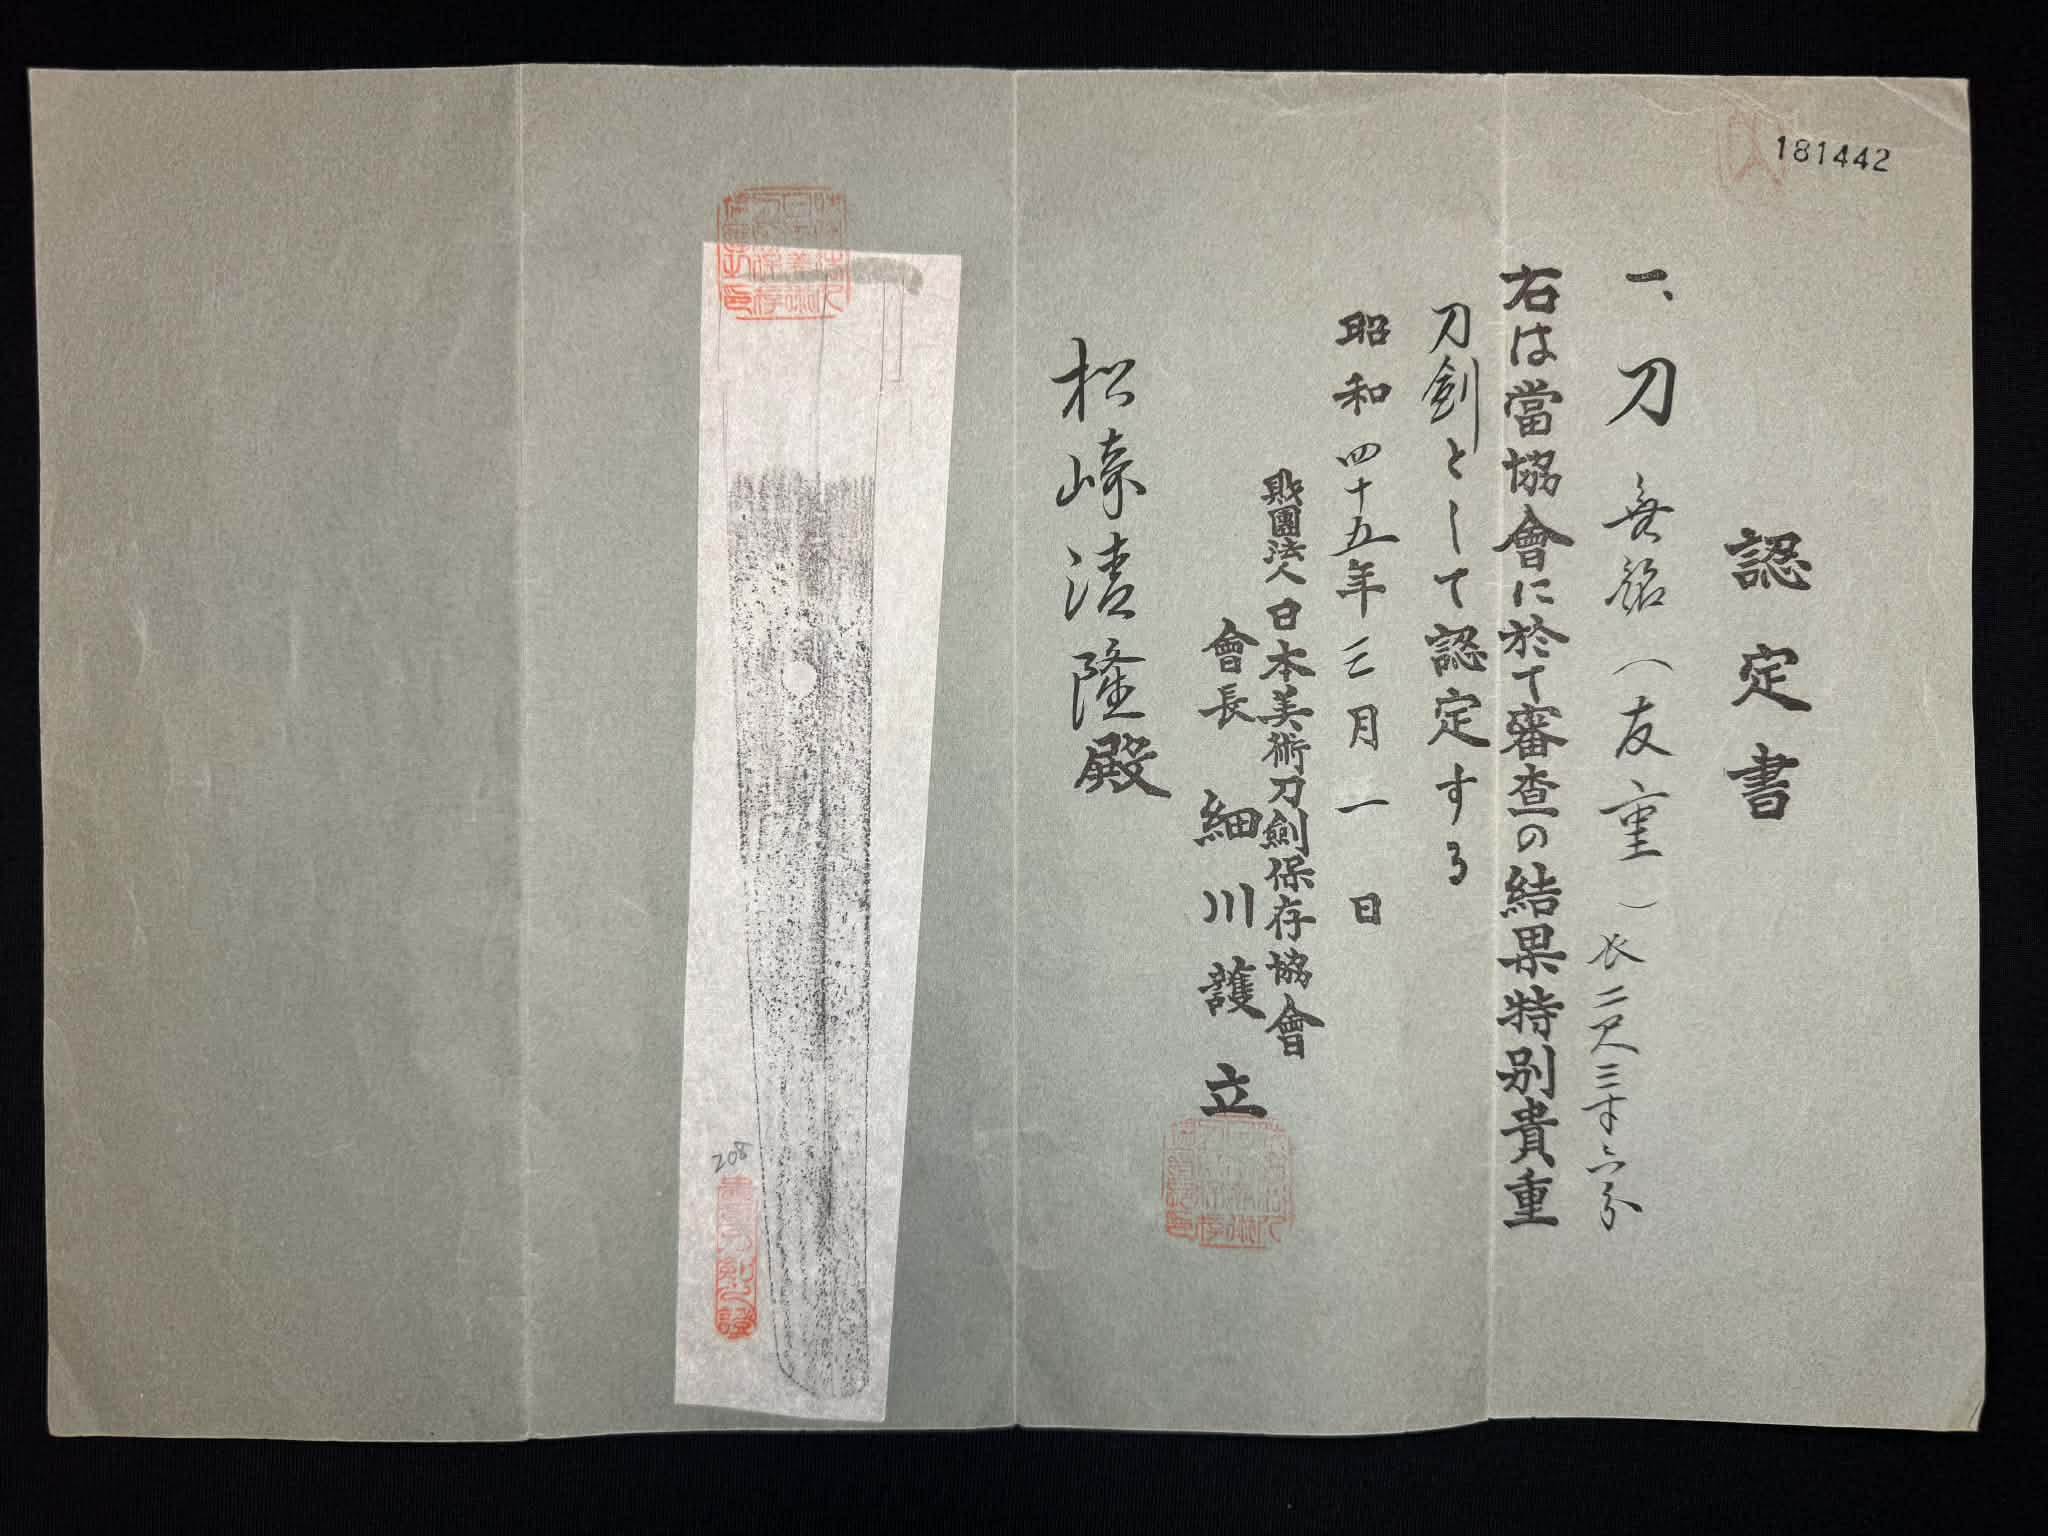 181442
認定書
一、刀 無銘（友重）長二尺三寸六分
右は當協會に於て審査の結果特別貴重
刀劍として認定する
昭和四十五年三月一日
財團法人日本美術刀劍保存協會
會長 細川護立
松崎清隆殿
208